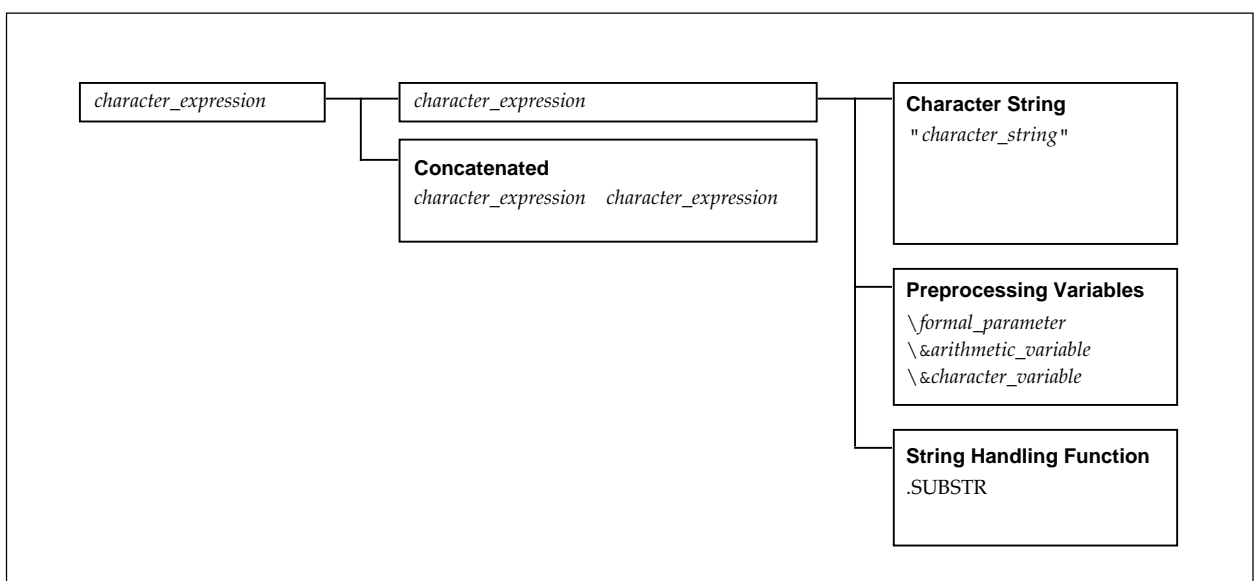 character_expression
character_expression
Concatenated
character_expression character_expression
Character String
"character_string"
Preprocessing Variables
\formal_parameter
\&arithmetic_variable
\&character_variable
String Handling Function
.SUBSTR